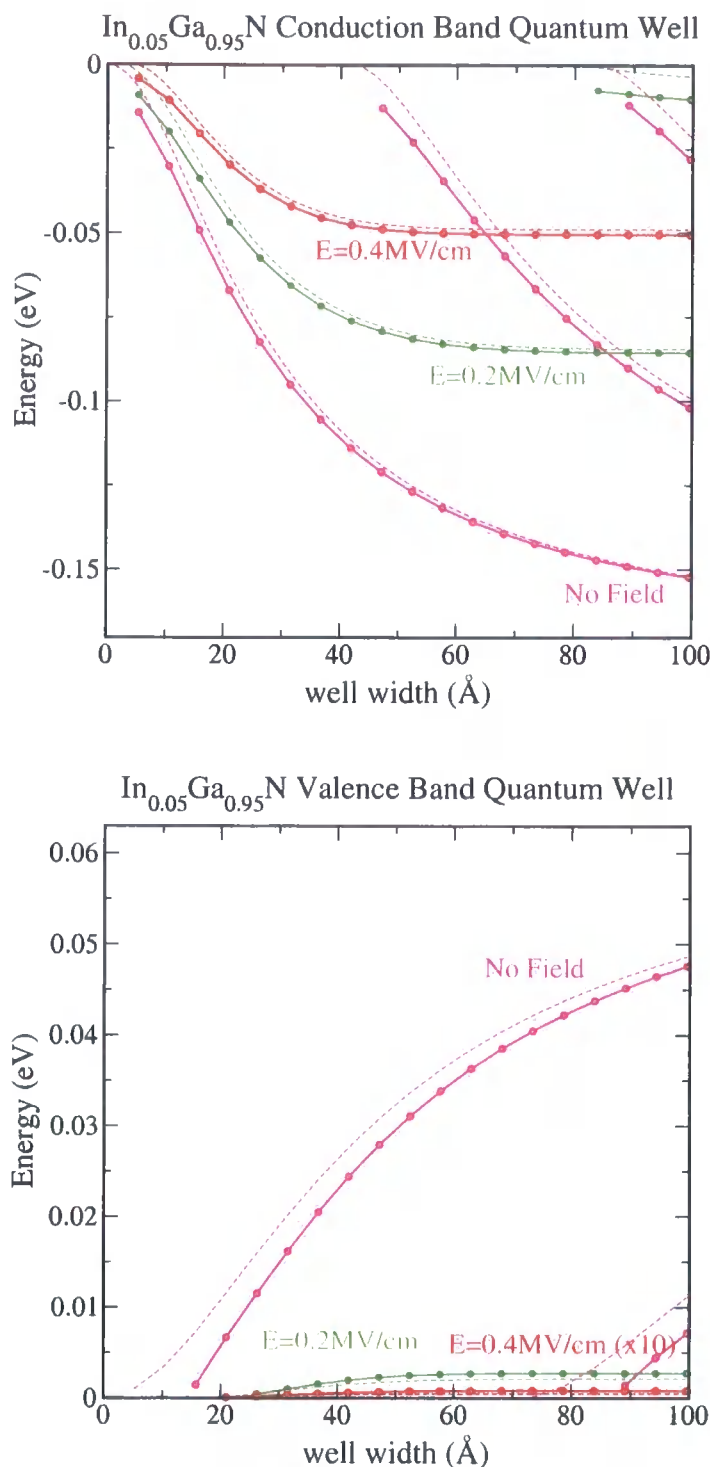 In0.05Ga0.95N Conduction Band Quantum Well
0
-0.05
-0.1
-0.15
Energy (eV)
E=0.4MV/cm
E=0.2MV/cm
No Field
0 20 40 60 80 100
well width (Å)
In0.05Ga0.95N Valence Band Quantum Well
0.06
0.05
0.04
0.03
0.02
0.01
0
Energy (eV)
No Field
E=0.2MV/cm
E=0.4MV/cm (x10)
0 20 40 60 80 100
well width (Å)